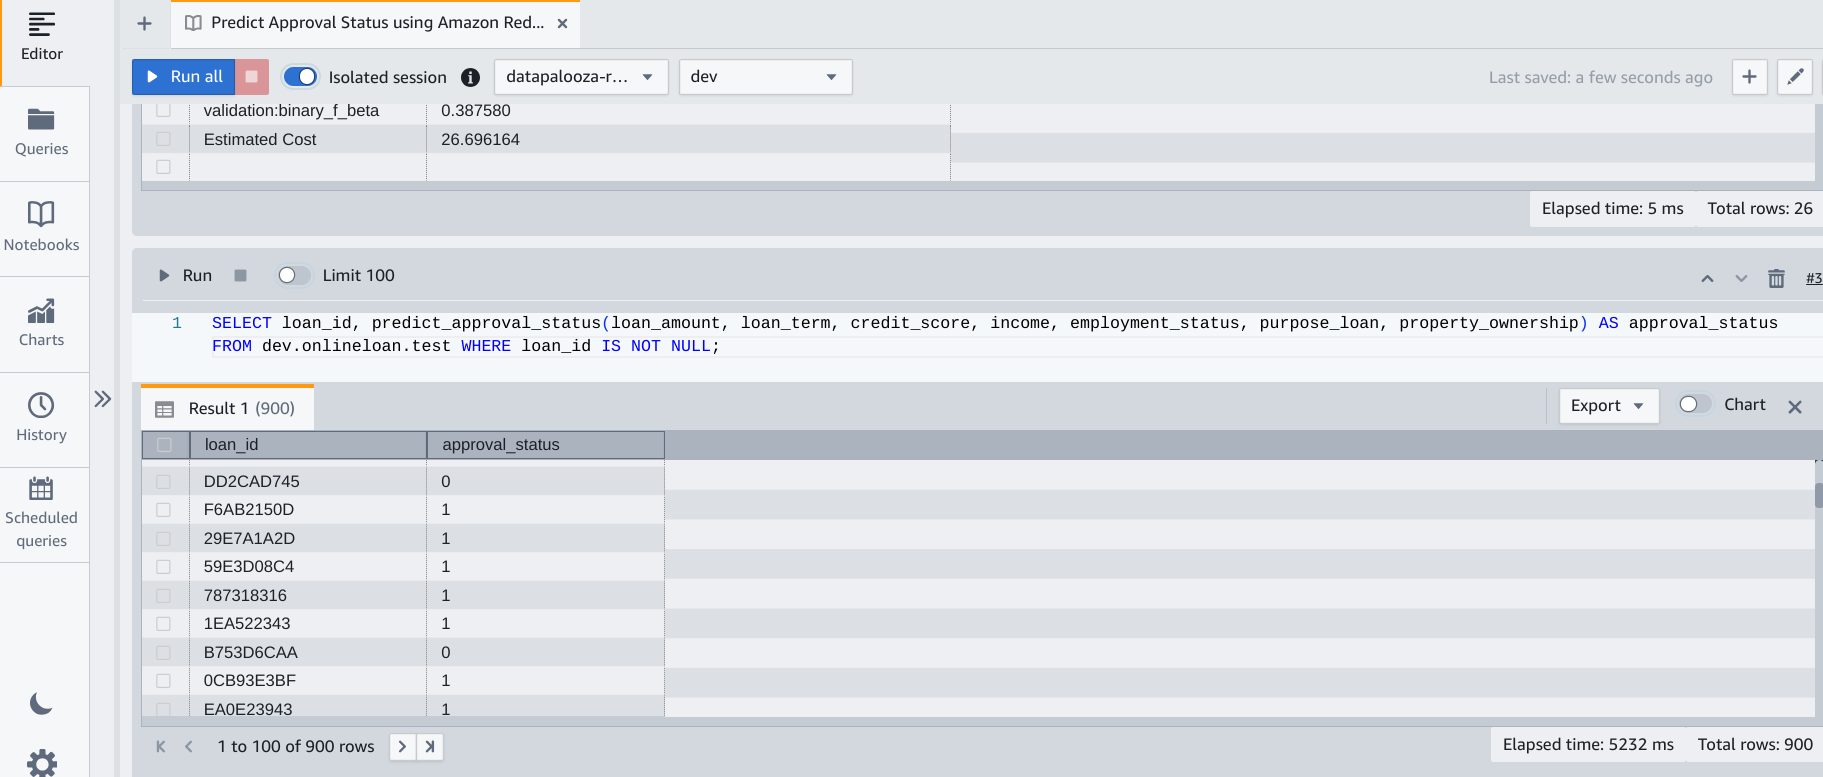 Editor
Queries
Notebooks
Charts
History
Scheduled
queries
Predict Approval Status using Amazon Red...
Run all
Isolated session
datapalooza-r...
dev
Last saved: a few seconds ago
validation:binary_f_beta 0.387580
Estimated Cost 26.696164
Elapsed time: 5 ms Total rows: 26
Run
Limit 100
#3
1 SELECT loan_id, predict_approval_status(loan_amount, loan_term, credit_score, income, employment_status, purpose_loan, property_ownership) AS approval_status
FROM dev.onlineloan.test WHERE loan_id IS NOT NULL;
Result 1 (900)
Export
Chart
loan_id approval_status
DD2CAD745 0
F6AB2150D 1
29E7A1A2D 1
59E3D08C4 1
787318316 1
1EA522343 1
B753D6CAA 0
0CB93E3BF 1
EA0E23943 1
1 to 100 of 900 rows
Elapsed time: 5232 ms Total rows: 900